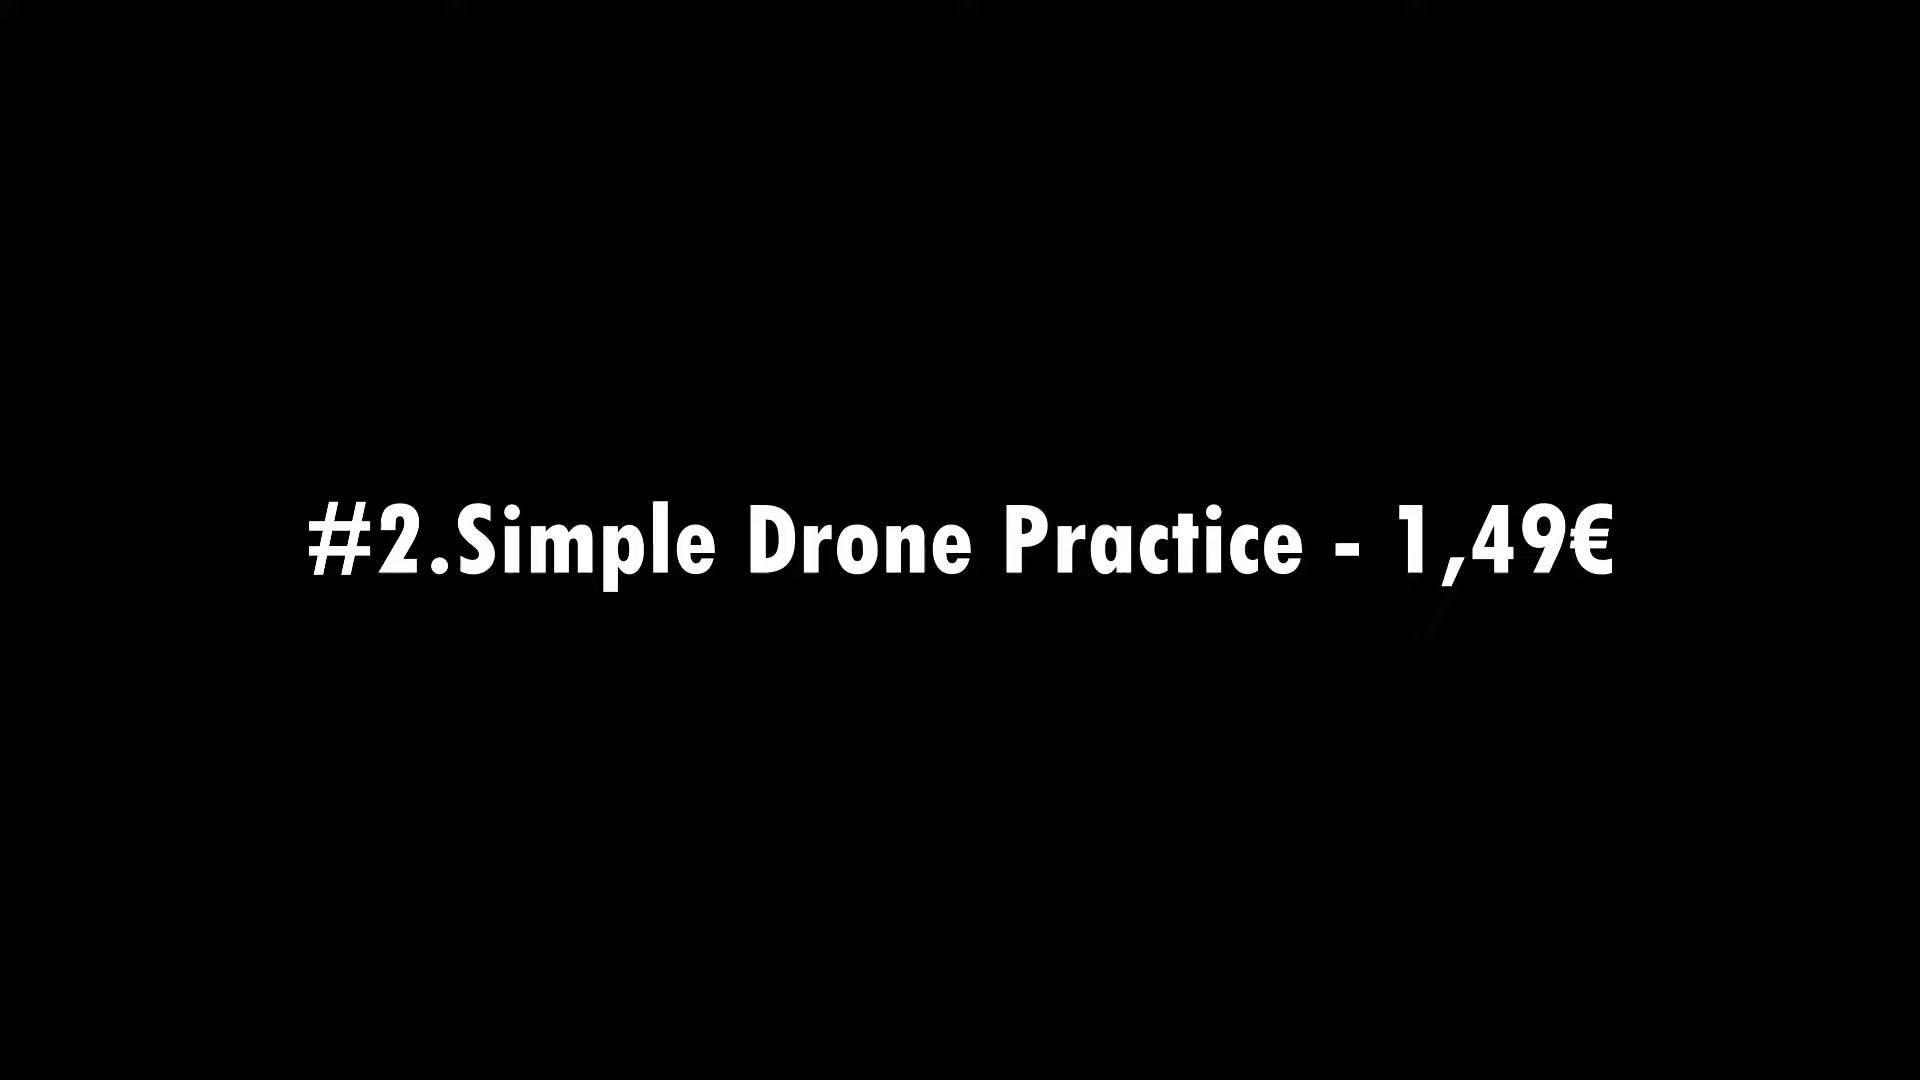 #2.Simple Drone Practice - 1,49€